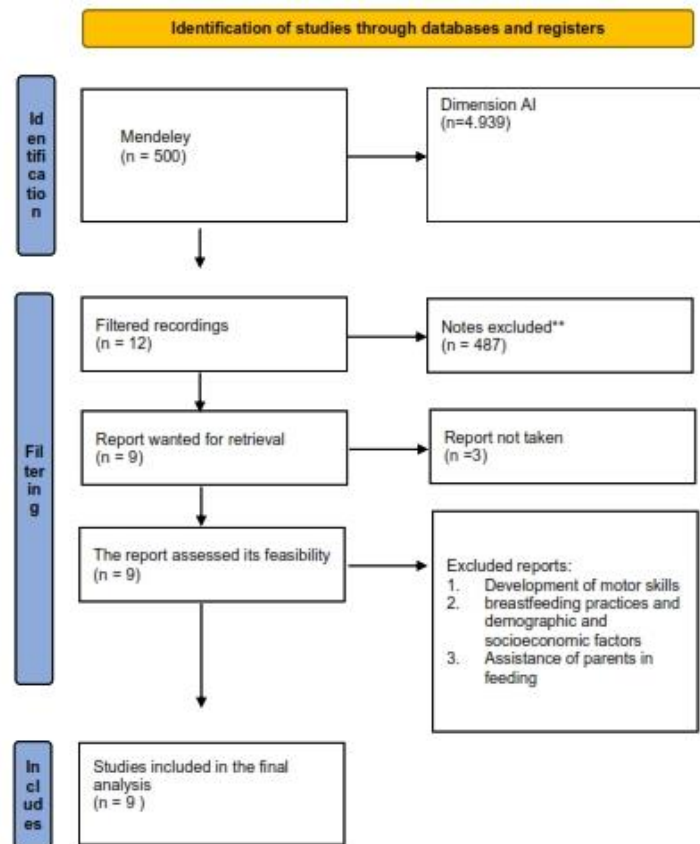 Identification of studies through databases and registers
Id
en
tifi
ca
tio
n
Mendeley
(n = 500)
Dimension AI
(n=4.939)
Fil
ter
in
g
Filtered recordings
(n = 12)
Notes excluded**
(n = 487)
Report wanted for retrieval
(n = 9)
Report not taken
(n =3)
The report assessed its feasibility
(n = 9)
Excluded reports:
1. Development of motor skills
2. breastfeeding practices and
demographic and
socioeconomic factors
3. Assistance of parents in
feeding
In
cl
ud
es
Studies included in the final
analysis
(n = 9 )